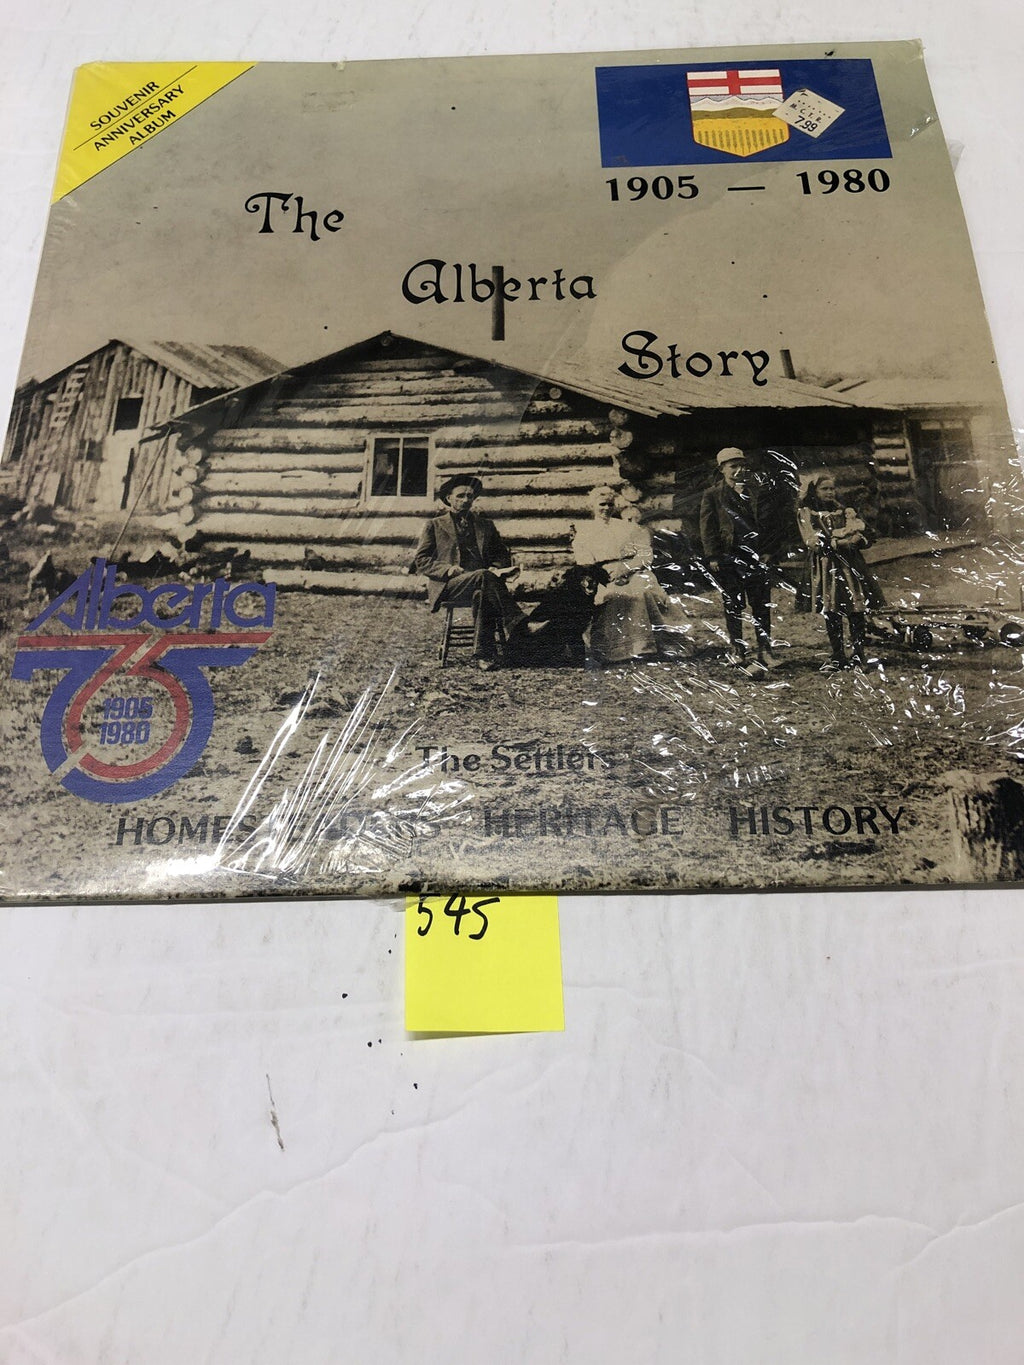 SOUVENIR
ANNIVERSARY
ALBUM
M.C.T.R.
7.99
1905 — 1980
The
Alberta
Story
Alberta
75
1905
1980
The Settlers
HOMESTEADERS HERITAGE HISTORY
545